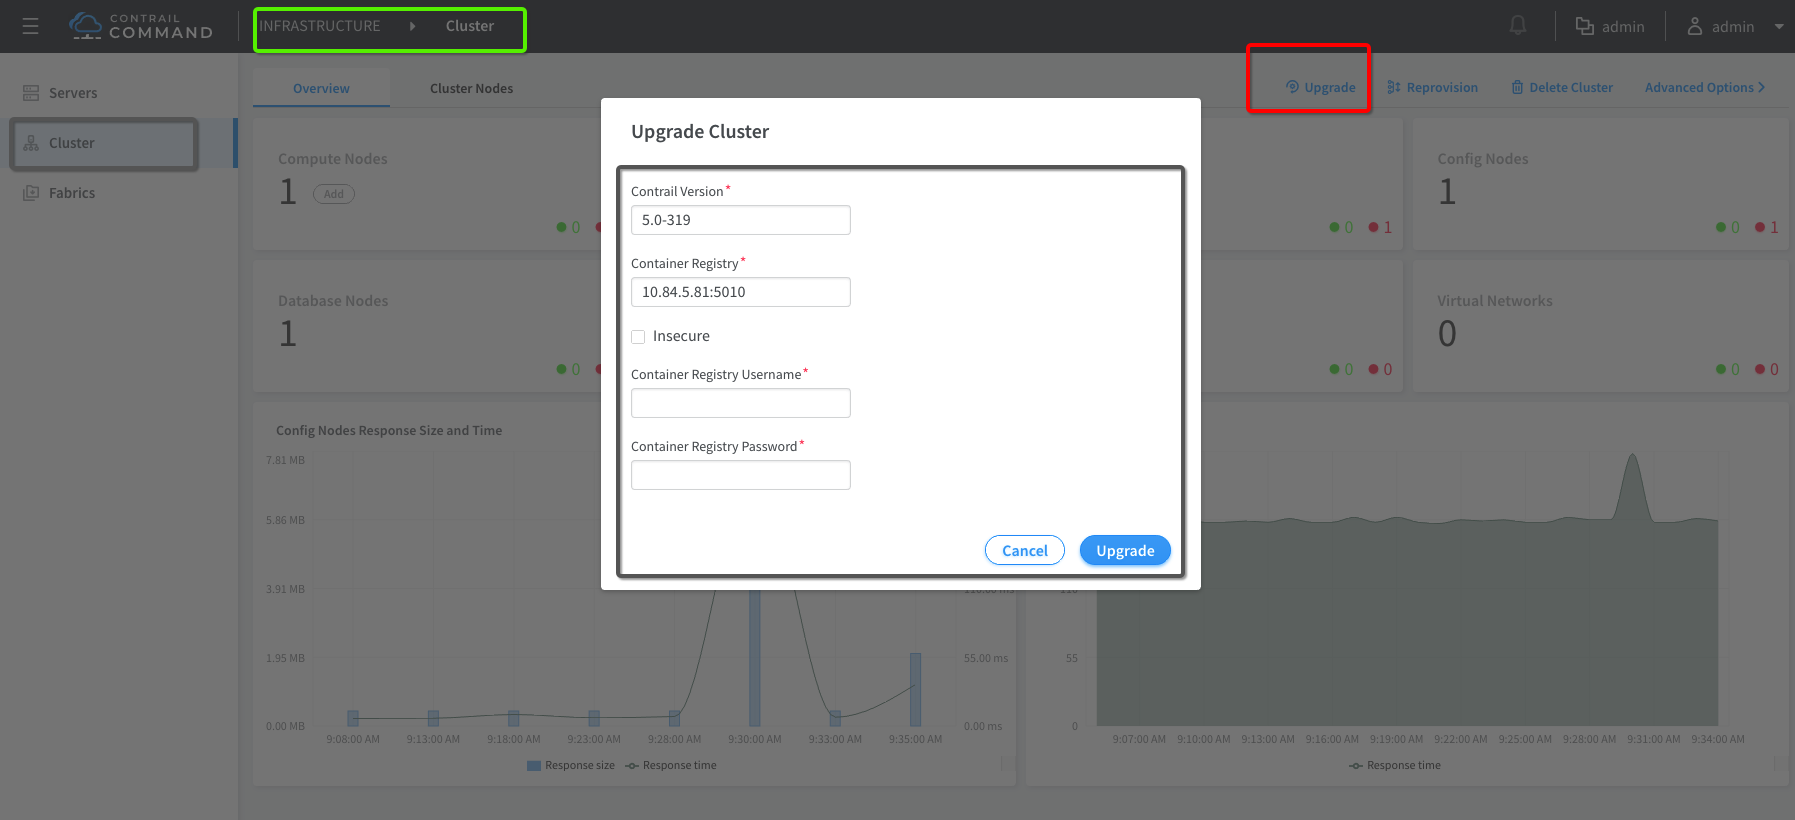 CONTRAIL
COMMAND
INFRASTRUCTURE
Cluster
admin
admin
Servers
Cluster
Fabrics
Overview
Cluster Nodes
Upgrade
Reprovision
Delete Cluster
Advanced Options
Compute Nodes
1
Add
0
0
1
Config Nodes
1
0
1
Database Nodes
1
0
0
0
Virtual Networks
0
0
0
Upgrade Cluster
Contrail Version*
5.0-319
Container Registry*
10.84.5.81:5010
Insecure
Container Registry Username*
Container Registry Password*
Cancel
Upgrade
Config Nodes Response Size and Time
7.81 MB
5.86 MB
3.91 MB
1.95 MB
0.00 MB
55.00 ms
0.00 ms
9:08:00 AM 9:13:00 AM 9:18:00 AM 9:23:00 AM 9:28:00 AM 9:30:00 AM 9:33:00 AM 9:35:00 AM
Response size Response time
55
0
9:07:00 AM 9:10:00 AM 9:13:00 AM 9:16:00 AM 9:19:00 AM 9:22:00 AM 9:25:00 AM 9:28:00 AM 9:31:00 AM 9:34:00 AM
Response time